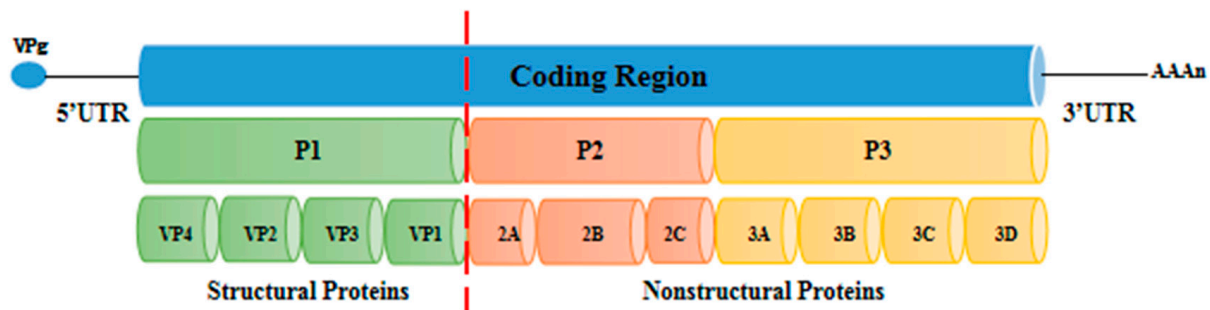 VPg
Coding Region
AAAn
5'UTR
3'UTR
P1 P2 P3
VP4 VP2 VP3 VP1 2A 2B 2C 3A 3B 3C 3D
Structural Proteins Nonstructural Proteins